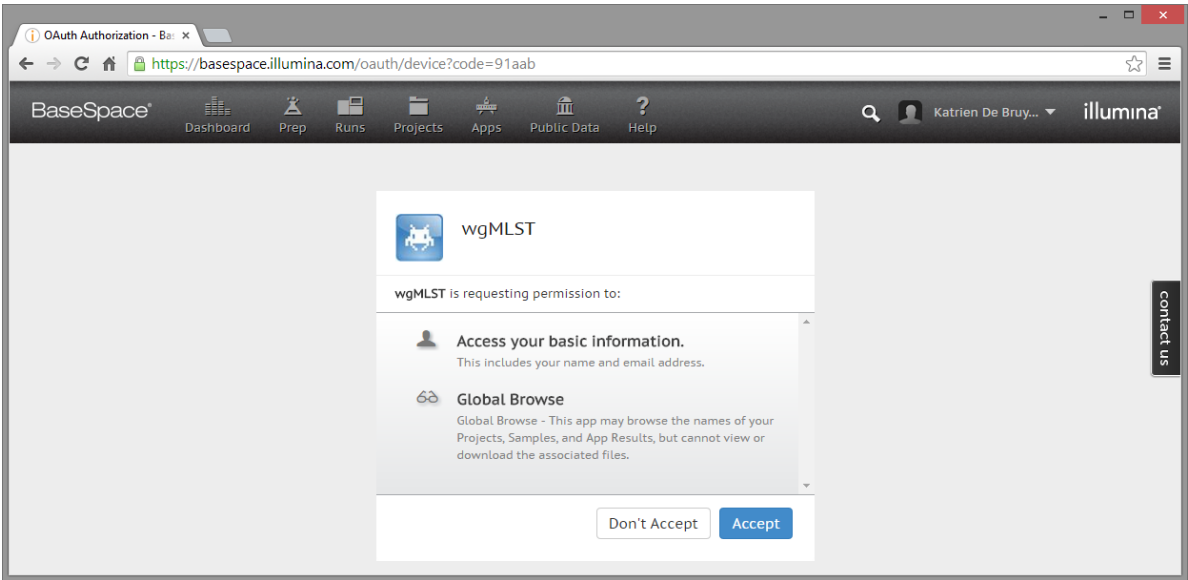 OAuth Authorization - Bas
https://basespace.illumina.com/oauth/device?code=91aab
BaseSpace®
Dashboard Prep Runs Projects Apps Public Data Help
Katrien De Bruy...
illumina®
wgMLST
wgMLST is requesting permission to:
Access your basic information.
This includes your name and email address.
Global Browse
Global Browse - This app may browse the names of your
Projects, Samples, and App Results, but cannot view or
download the associated files.
Don't Accept Accept
contact us